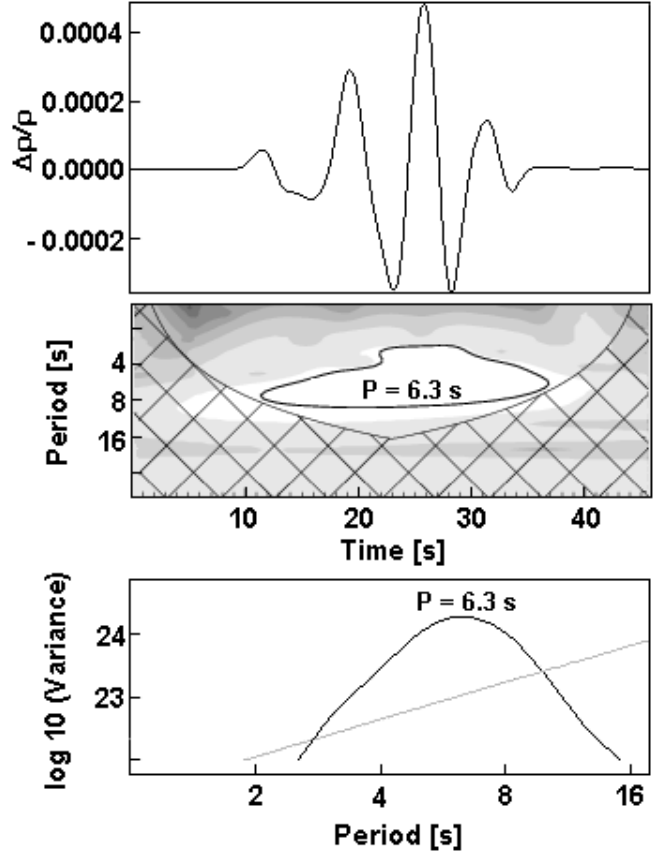 0.0004
0.0002
0.0000
- 0.0002
Δρ/ρ
4
8
16
Period [s]
P = 6.3 s
10 20 30 40
Time [s]
P = 6.3 s
24
23
log 10 (Variance)
2 4 8 16
Period [s]